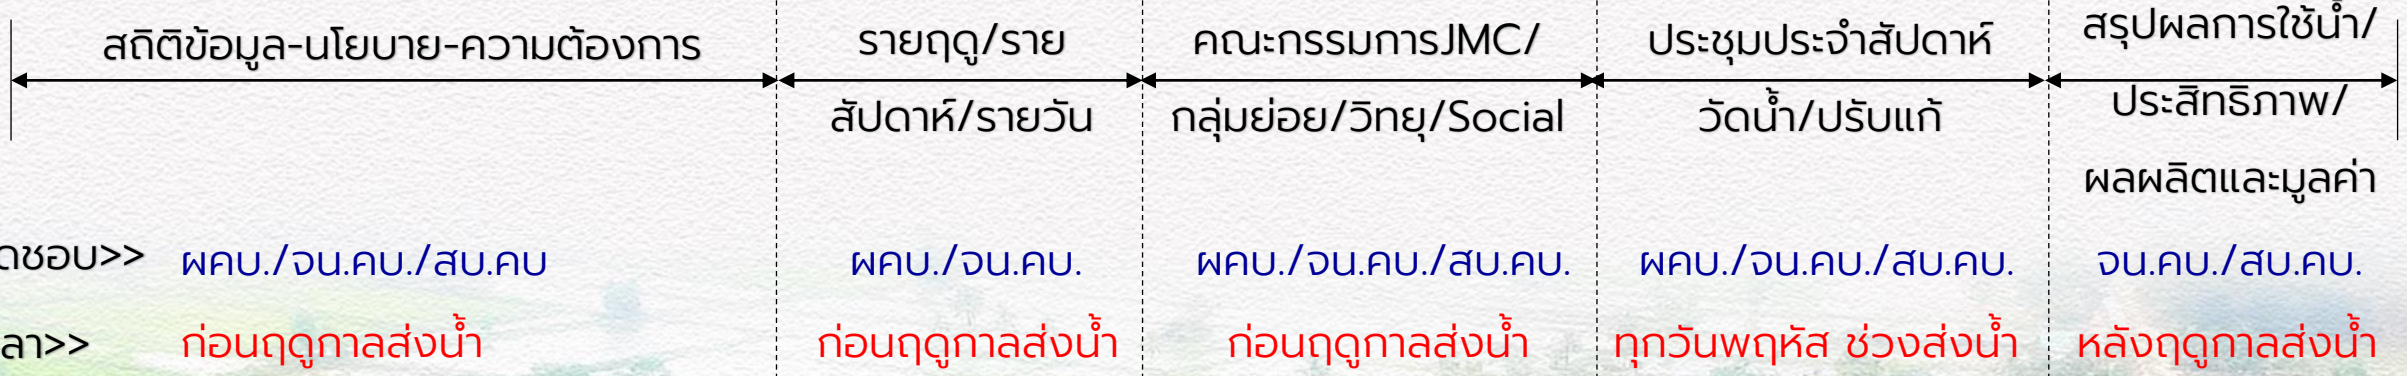 สถิติข้อมูล-นโยบาย-ความต้องการ
รายฤดู/ราย
สัปดาห์/รายวัน
คณะกรรมการJMC/
กลุ่มย่อย/วิทยุ/Social
ประชุมประจำสัปดาห์
วัดน้ำ/ปรับแก้
สรุปผลการใช้น้ำ/
ประสิทธิภาพ/
ผลผลิตและมูลค่า
ดชอบ>> ผคบ./จน.คบ./สบ.คบ ผคบ./จน.คบ. ผคบ./จน.คบ./สบ.คบ. ผคบ./จน.คบ./สบ.คบ. จน.คบ./สบ.คบ.
ลา>> ก่อนฤดูกาลส่งน้ำ ก่อนฤดูกาลส่งน้ำ ก่อนฤดูกาลส่งน้ำ ทุกวันพฤหัส ช่วงส่งน้ำ หลังฤดูกาลส่งน้ำ